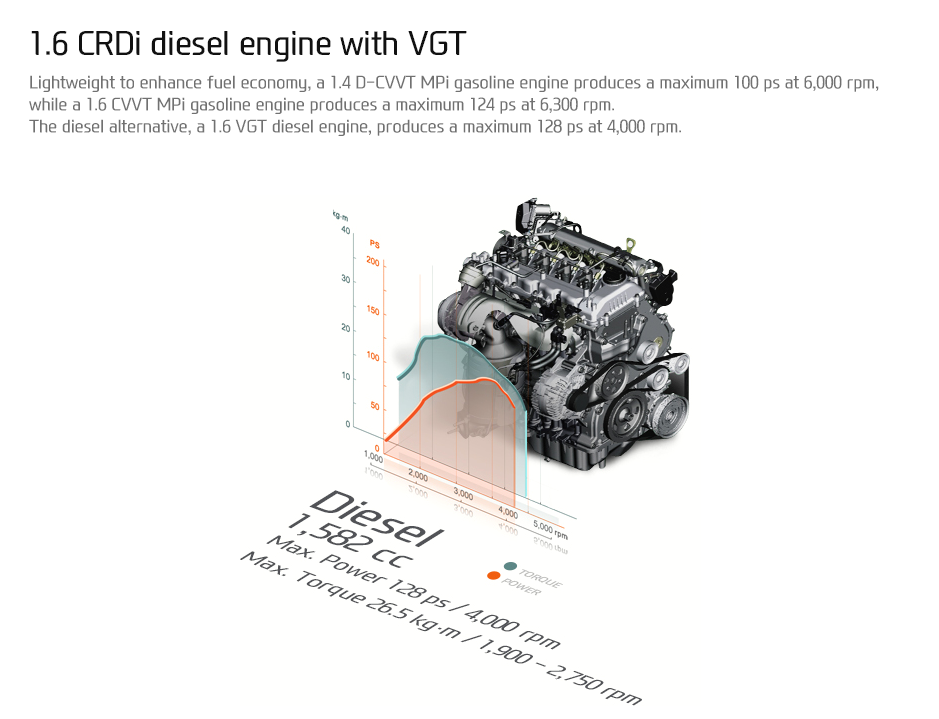 1.6 CRDi diesel engine with VGT
Lightweight to enhance fuel economy, a 1.4 D-CVVT MPi gasoline engine produces a maximum 100 ps at 6,000 rpm,
while a 1.6 CVVT MPi gasoline engine produces a maximum 124 ps at 6,300 rpm.
The diesel alternative, a 1.6 VGT diesel engine, produces a maximum 128 ps at 4,000 rpm.
kg·m
40
30
20
10
0
PS
200
150
100
50
0
1,000
2,000
3,000
4,000
5,000 rpm
Diesel
1,582 cc
Max. Power 128 ps / 4,000 rpm
Max. Torque 26.5 kg·m / 1,900 - 2,750 rpm
TORQUE
POWER